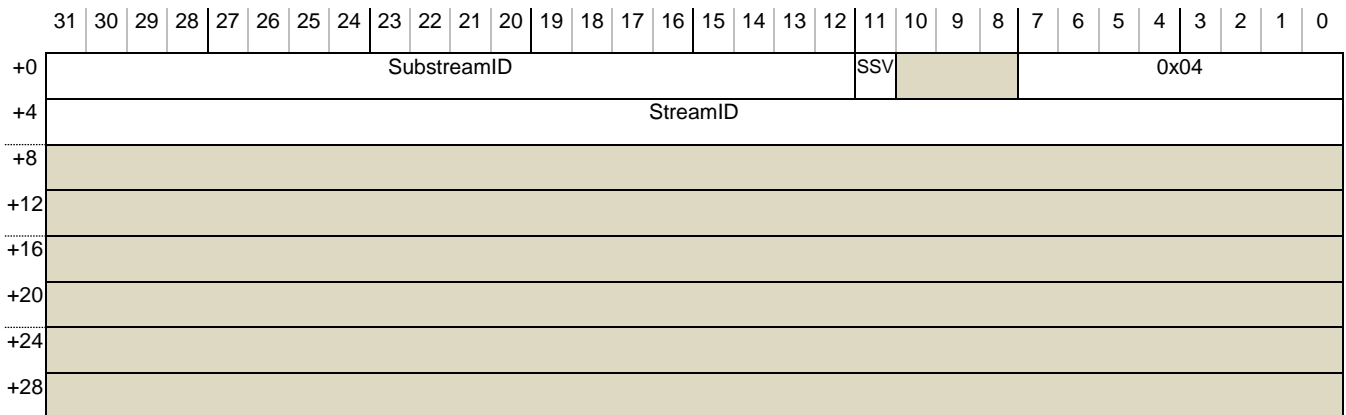 31 30 29 28 27 26 25 24 23 22 21 20 19 18 17 16 15 14 13 12 11 10 9 8 7 6 5 4 3 2 1 0
+0 SubstreamID SSV 0x04
+4 StreamID
+8
+12
+16
+20
+24
+28